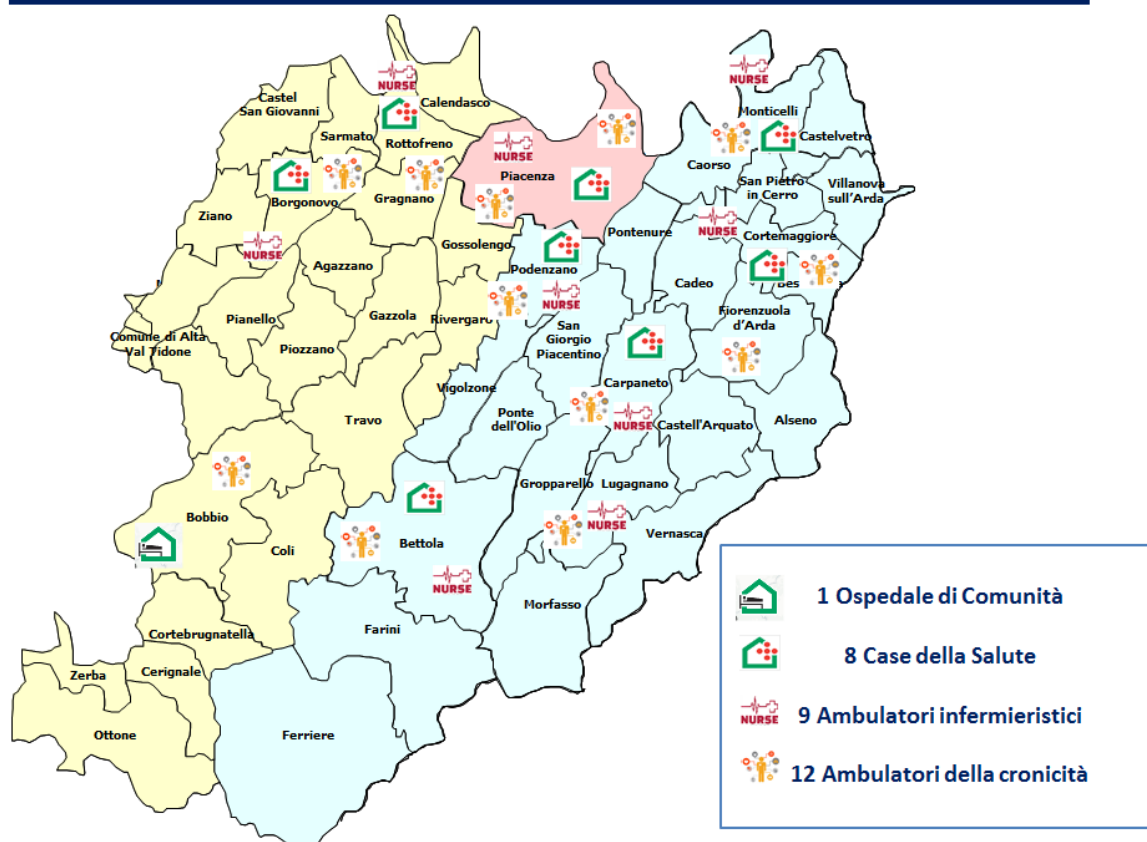 NURSE
Castel
San Giovanni
Calendasco
NURSE
Monticelli
Sarmato
Rottofreno
Castelvetro
NURSE
Caorso
Piacenza
San Pietro
in Cerro
Villanova
sull'Arda
Borgonovo
Gragnano
Ziano
NURSE
Pontenure
NURSE
Cortemaggiore
Gossolengo
Agazzano
Podenzano
Cadeo
Bes
NURSE
Gazzola
Rivergaro
Fiorenzuola
d'Arda
Pianello
San
Giorgio
Piacentino
Comune di Alta
Val Tidone
Piozzano
Carpaneto
Vigolzone
Travo
Ponte
dell'Olio
NURSE
Castell'Arquato
Alseno
Gropparello
Lugagnano
Bobbio
NURSE
Vernasca
Coli
Bettola
NURSE
Morfasso
Cortebrugnatella
Farini
Zerba
Cerignale
Ottone
Ferriere
1 Ospedale di Comunità
8 Case della Salute
NURSE 9 Ambulatori infermieristici
12 Ambulatori della cronicità